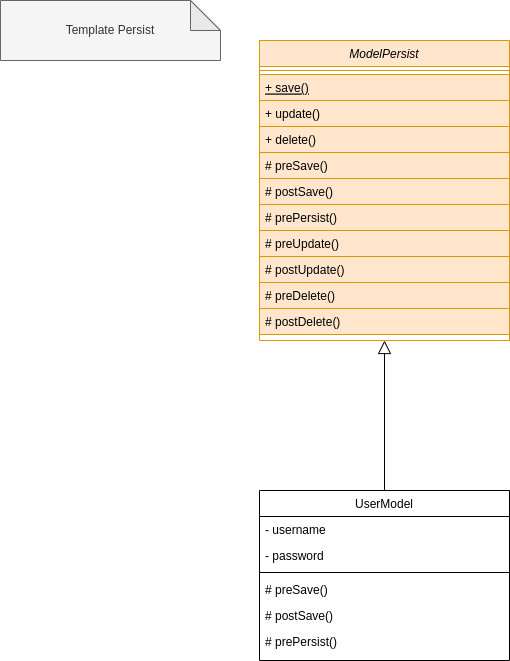 Template Persist
ModelPersist
+ save()
+ update()
+ delete()
# preSave()
# postSave()
# prePersist()
# preUpdate()
# postUpdate()
# preDelete()
# postDelete()
UserModel
- username
- password
# preSave()
# postSave()
# prePersist()